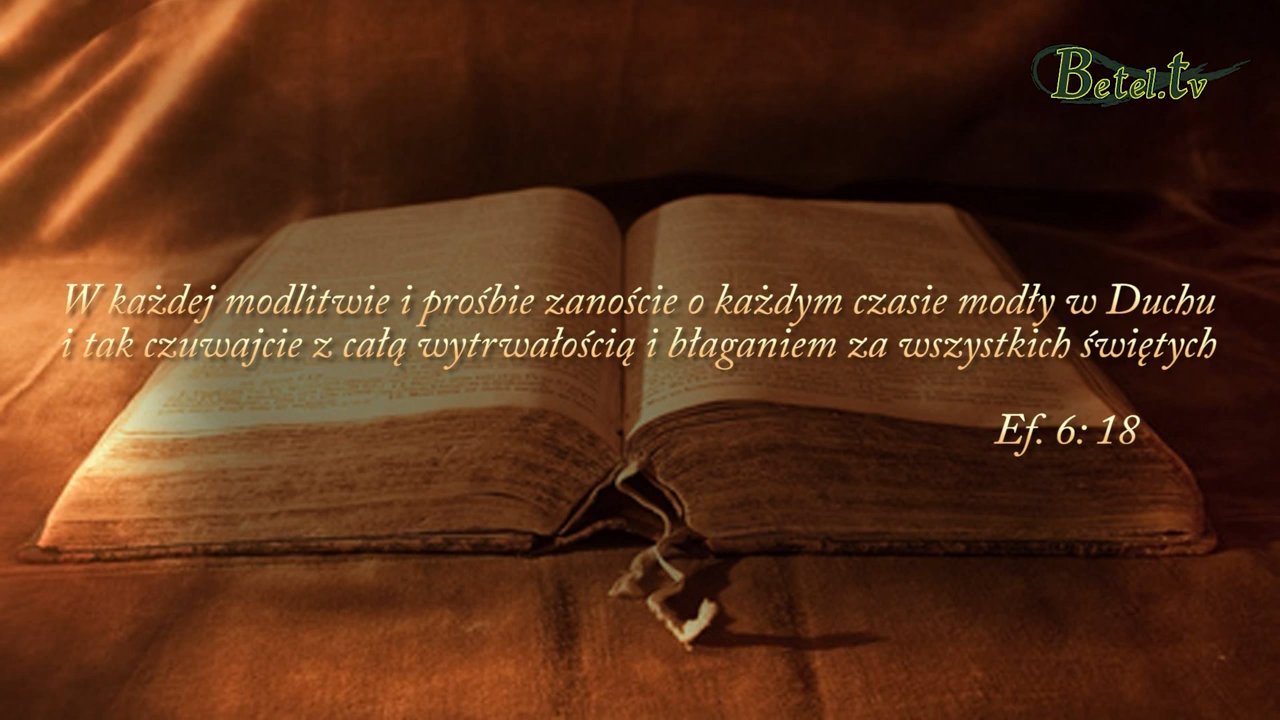 Betel.tv
W każdej modlitwie i prośbie zanoście o każdym czasie modły w Duchu
i tak czuwajcie z całą wytrwałością i błaganiem za wszystkich świętych
Ef. 6: 18